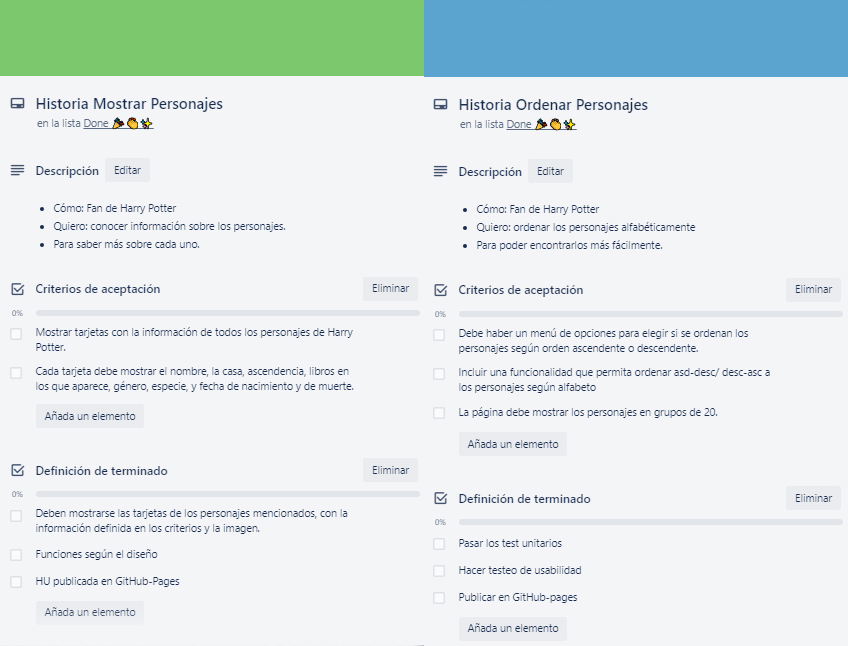 Historia Mostrar Personajes
en la lista Done 🎉👏✨
Descripción Editar
• Cómo: Fan de Harry Potter
• Quiero: conocer información sobre los personajes.
• Para saber más sobre cada uno.
Criterios de aceptación Eliminar
0%
Mostrar tarjetas con la información de todos los personajes de Harry
Potter.
Cada tarjeta debe mostrar el nombre, la casa, ascendencia, libros en
los que aparece, género, especie, y fecha de nacimiento y de muerte.
Añada un elemento
Definición de terminado Eliminar
0%
Deben mostrarse las tarjetas de los personajes mencionados, con la
información definida en los criterios y la imagen.
Funciones según el diseño
HU publicada en GitHub-Pages
Añada un elemento
Historia Ordenar Personajes
en la lista Done 🎉👏✨
Descripción Editar
• Cómo: Fan de Harry Potter
• Quiero: ordenar los personajes alfabéticamente
• Para poder encontrarlos más fácilmente.
Criterios de aceptación Eliminar
0%
Debe haber un menú de opciones para elegir si se ordenan los
personajes según orden ascendente o descendente.
Incluir una funcionalidad que permita ordenar asd-desc/ desc-asc a
los personajes según alfabeto
La página debe mostrar los personajes en grupos de 20.
Añada un elemento
Definición de terminado Eliminar
0%
Pasar los test unitarios
Hacer testeo de usabilidad
Publicar en GitHub-pages
Añada un elemento